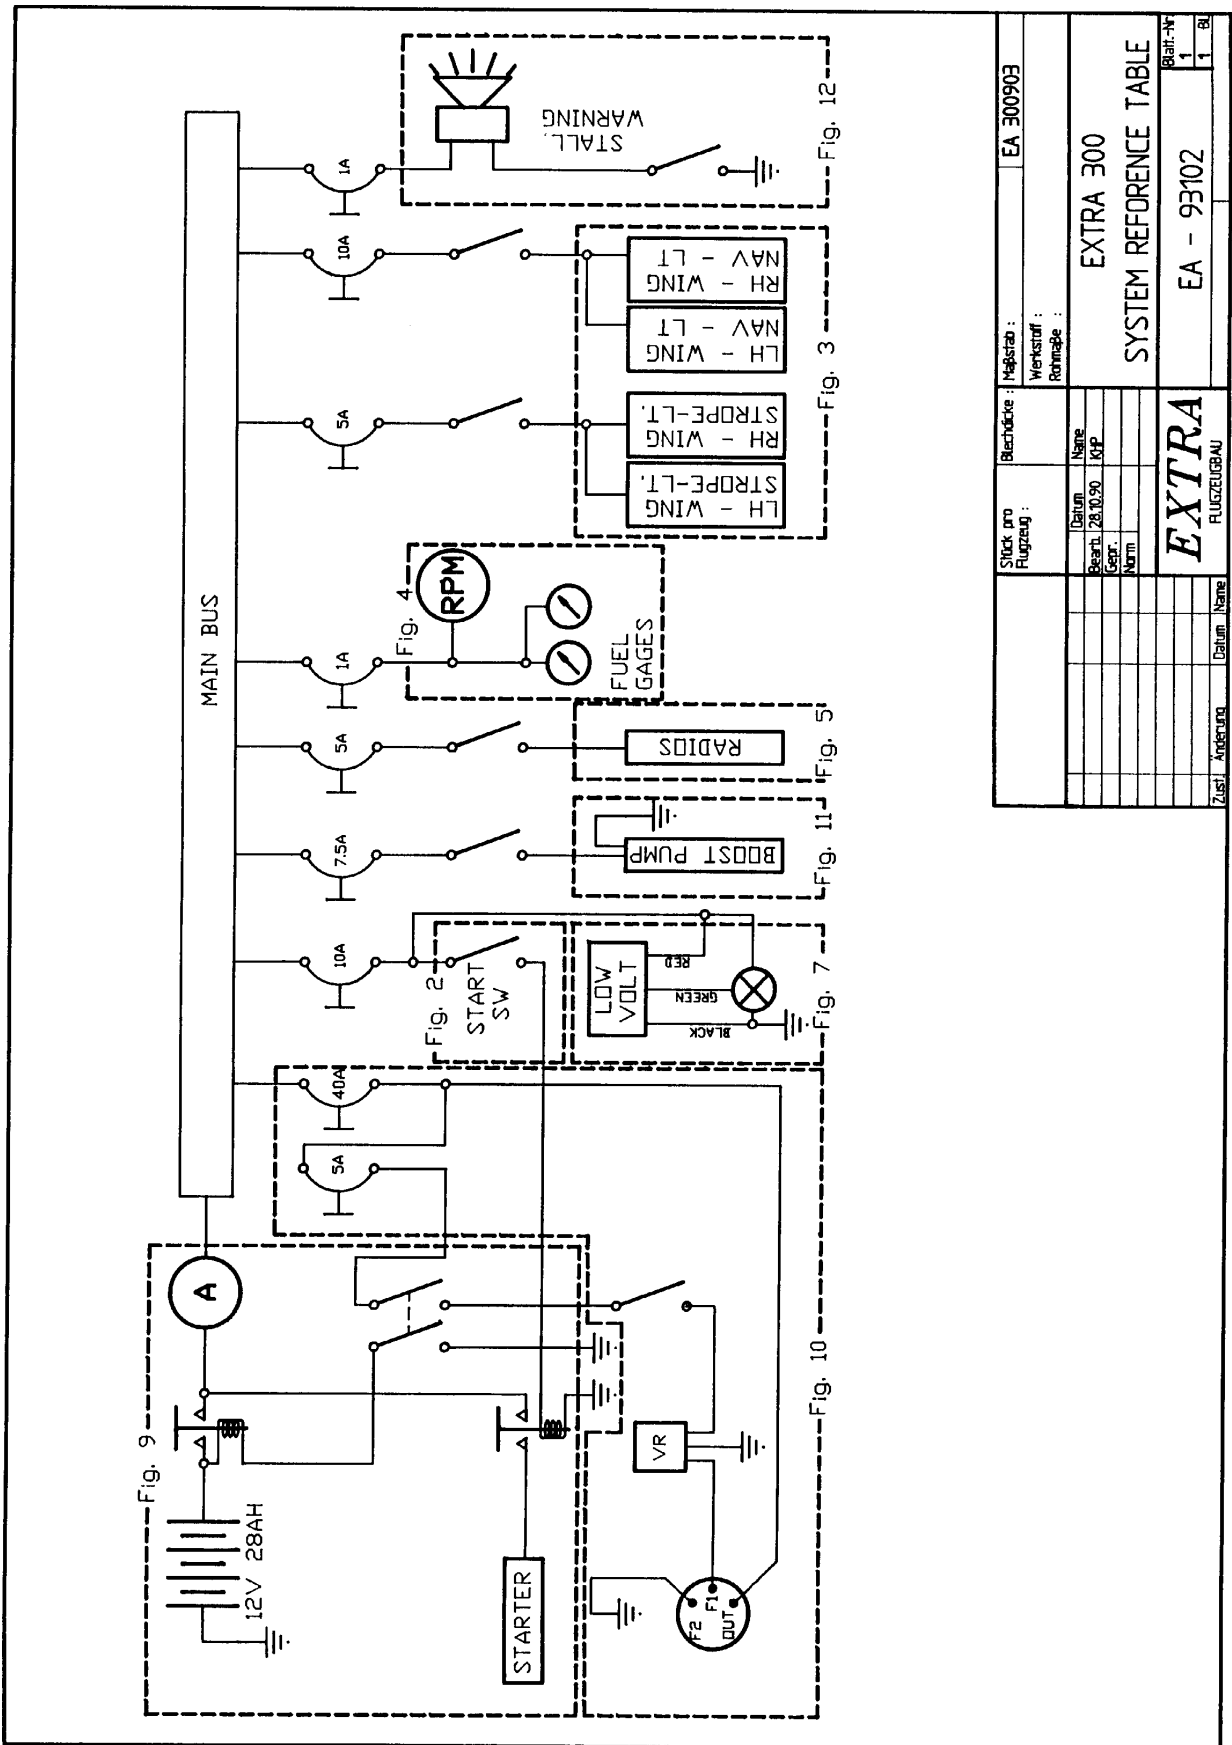 MAIN BUS
A
12V 28AH
Fig. 9
STARTER
5A
40A
10A
7.5A
5A
1A
5A
10A
1A
Fig. 2
START
SW
LOW
VOLT
RED
GREEN
BLACK
Fig. 7
BOOST PUMP
Fig. 11
RADIOS
Fig. 5
Fig. 4
RPM
FUEL
GAGES
LH - WING
STROPE-LT.
RH - WING
STROPE-LT.
LH - WING
NAV - LT
RH - WING
NAV - LT
Fig. 3
STALL.
WARNING
Fig. 12
VR
F2
F1
OUT
Fig. 10
Stück pro
Flugzeug :
Blechdicke :
Maßstab :
EA 300903
Werkstoff :
Rohmaße :
Datum
Name
Bearb.
28.10.90
KHP
Gepr.
Norm
EXTRA 300
SYSTEM REFORENCE TABLE
EXTRA
FLUGZEUGBAU
EA - 93102
Blatt.-Nr
1
1
Bl
Zust.
Änderung
Datum
Name